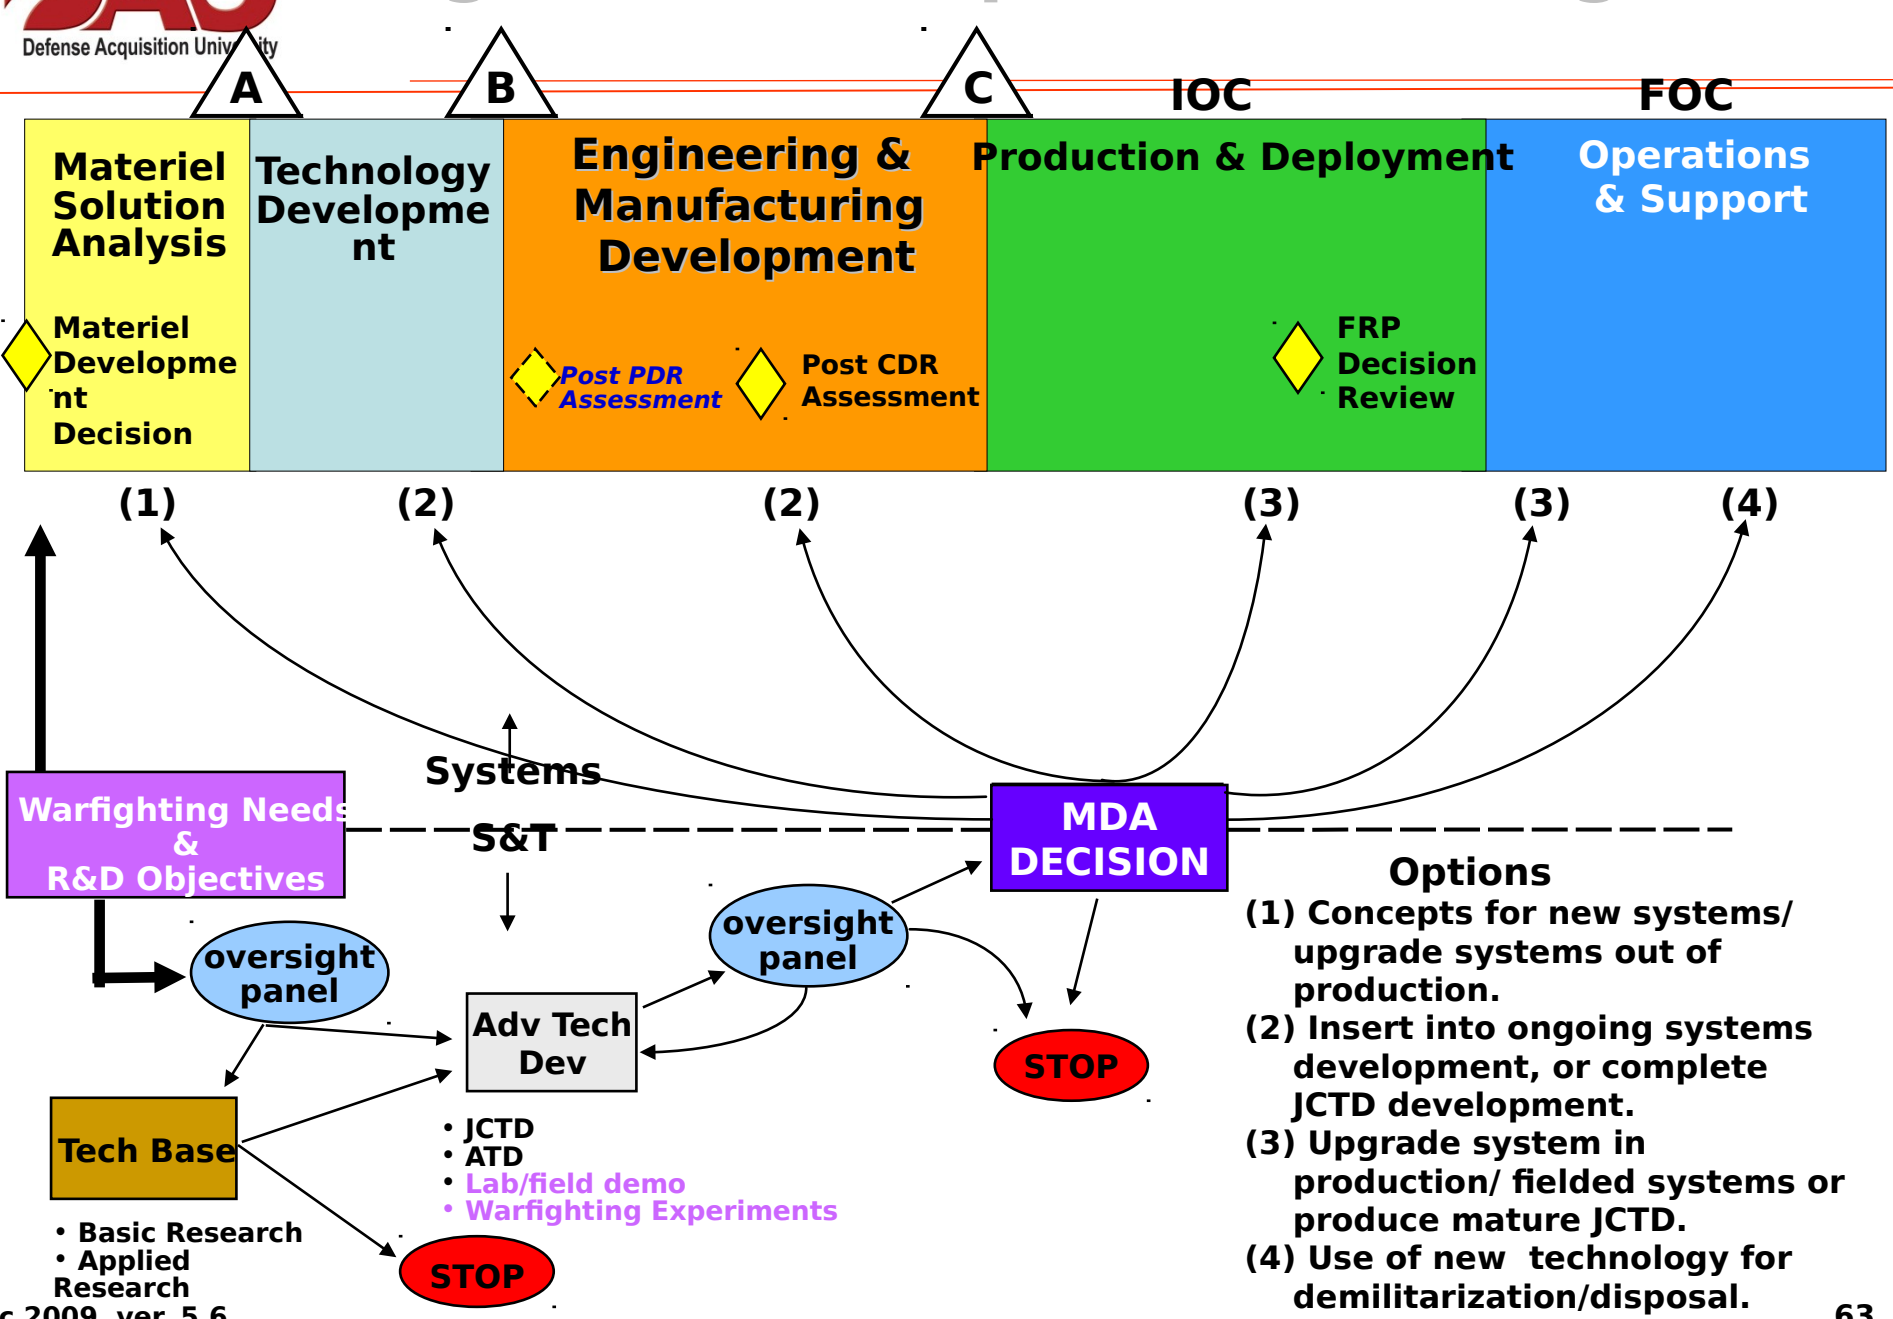 Defense Acquisition University
A
B
C
IOC
FOC
Materiel
Solution
Analysis
Technology
Developme
nt
Engineering &
Manufacturing
Development
Production & Deployment
Operations
& Support
Materiel
Developme
nt
Decision
Post PDR
Assessment
Post CDR
Assessment
FRP
Decision
Review
(1)
(2)
(2)
(3)
(3)
(4)
Systems
S&T
Warfighting Needs
&
R&D Objectives
MDA
DECISION
oversight
panel
oversight
panel
Adv Tech
Dev
STOP
Tech Base
• JCTD
• ATD
• Lab/field demo
• Warfighting Experiments
• Basic Research
• Applied
Research
STOP
Options
(1) Concepts for new systems/
upgrade systems out of
production.
(2) Insert into ongoing systems
development, or complete
JCTD development.
(3) Upgrade system in
production/ fielded systems or
produce mature JCTD.
(4) Use of new technology for
demilitarization/disposal.
c 2009, ver. 5.6
63